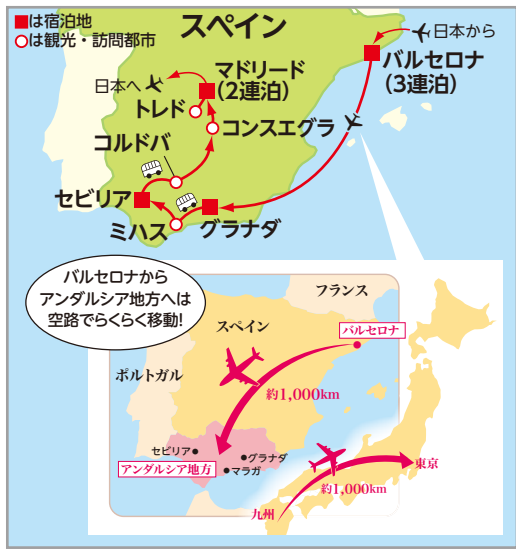 ■は宿泊地
○は観光・訪問都市
スペイン
日本から
バルセロナ
(3連泊)
マドリード
(2連泊)
日本へ
トレド
コンスエグラ
コルドバ
セビリア
ミハス
グラナダ
バルセロナから
アンダルシア地方へは
空路でらくらく移動!
フランス
スペイン
バルセロナ
ポルトガル
約1,000km
セビリア
グラナダ
マラガ
アンダルシア地方
東京
約1,000km
九州